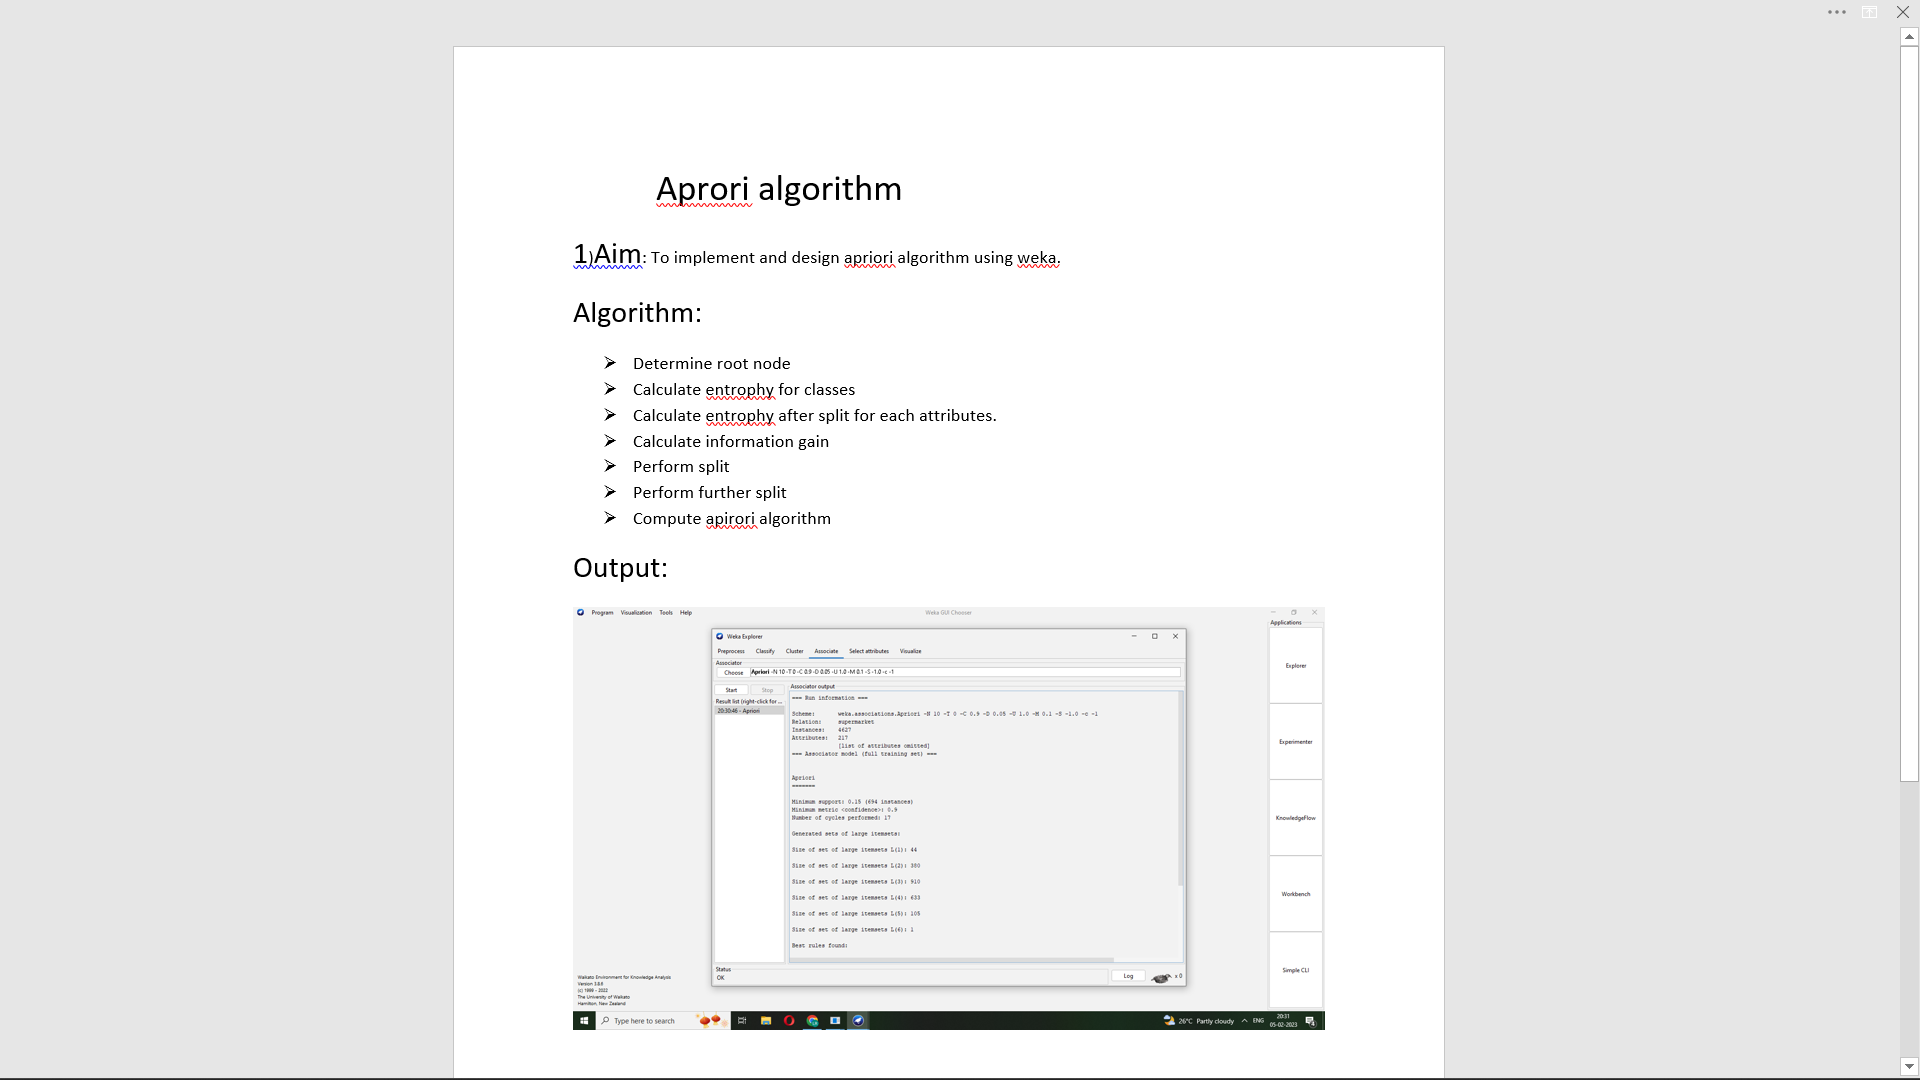 Aprori algorithm
1)Aim: To implement and design apriori algorithm using weka.
Algorithm:
➢ Determine root node
➢ Calculate entrophy for classes
➢ Calculate entrophy after split for each attributes.
➢ Calculate information gain
➢ Perform split
➢ Perform further split
➢ Compute apirori algorithm
Output:
Program Visualization Tools Help
Weka GUI Chooser
Applications
Weka Explorer
Preprocess Classify Cluster Associate Select attributes Visualize
Associator
Choose Apriori -N 10 -T 0 -C 0.9 -D 0.05 -U 1.0 -M 0.1 -S -1.0 -c -1
Start Stop
Result list (right-click for ...
20:30:46 - Apriori
Associator output
=== Run information ===
Scheme: weka.associations.Apriori -N 10 -T 0 -C 0.9 -D 0.05 -U 1.0 -M 0.1 -S -1.0 -c -1
Relation: supermarket
Instances: 4627
Attributes: 217
[list of attributes omitted]
=== Associator model (full training set) ===
Apriori
=======
Minimum support: 0.15 (694 instances)
Minimum metric <confidence>: 0.9
Number of cycles performed: 17
Generated sets of large itemsets:
Size of set of large itemsets L(1): 44
Size of set of large itemsets L(2): 380
Size of set of large itemsets L(3): 910
Size of set of large itemsets L(4): 633
Size of set of large itemsets L(5): 105
Size of set of large itemsets L(6): 1
Best rules found:
Status
OK
Log
x 0
Explorer
Experimenter
KnowledgeFlow
Workbench
Simple CLI
Waikato Environment for Knowledge Analysis
Version 3.8.6
(c) 1999 - 2022
The University of Waikato
Hamilton, New Zealand
Type here to search
26°C Partly cloudy
ENG
20:31
05-02-2023